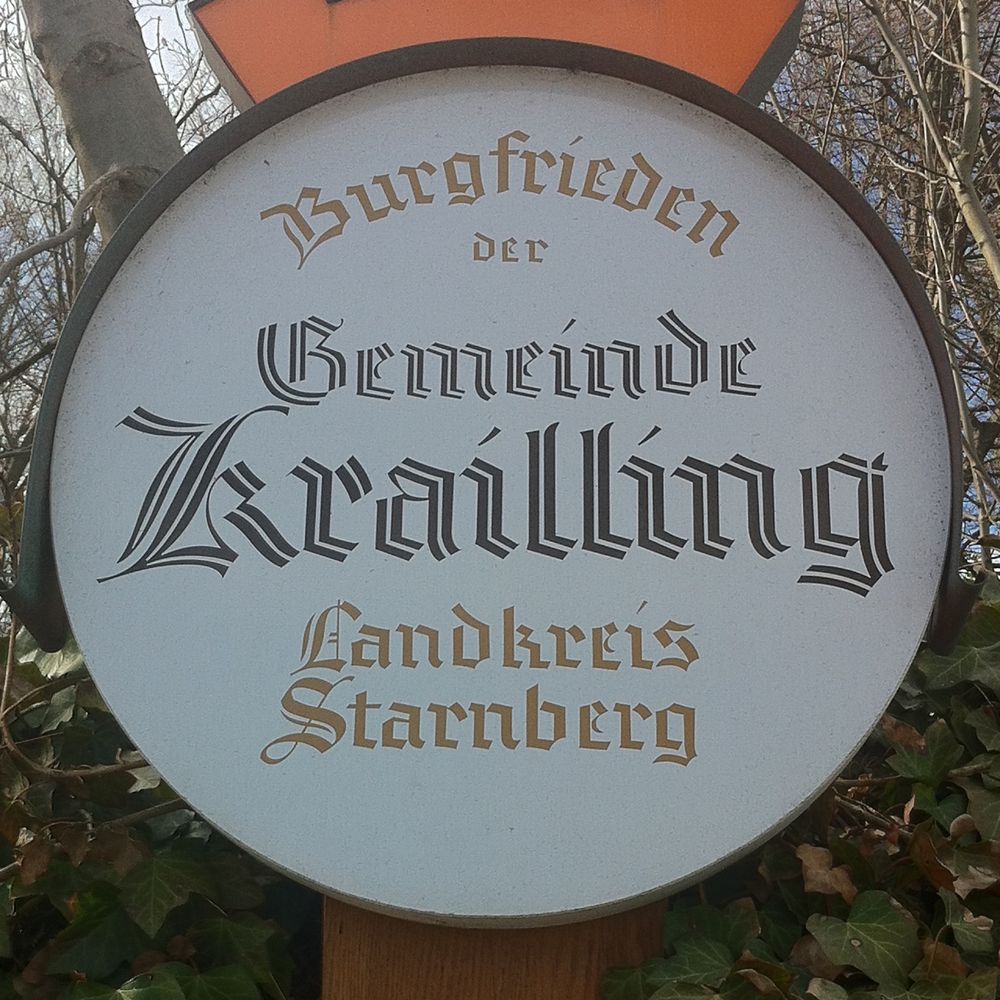 Burgfrieden
der
Gemeinde
Krailling
Landkreis
Starnberg